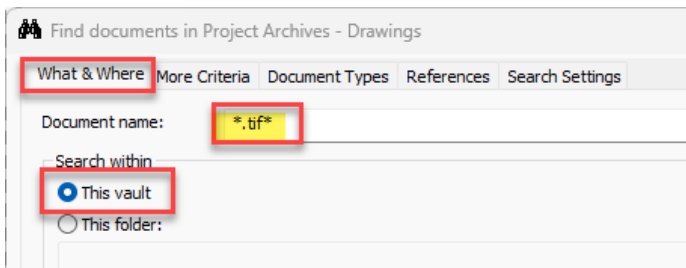 Find documents in Project Archives - Drawings
What & Where More Criteria Document Types References Search Settings
Document name: *.tif*
Search within
This vault
This folder: